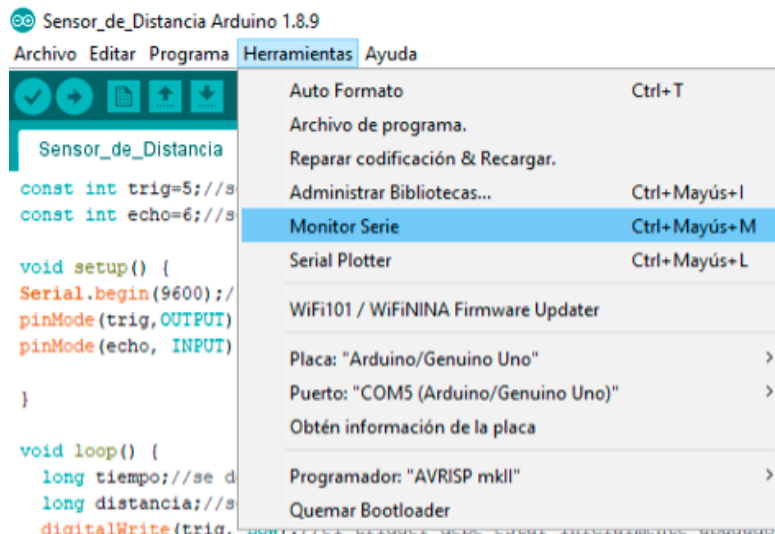 Sensor_de_Distancia Arduino 1.8.9
Archivo Editar Programa Herramientas Ayuda
Auto Formato Ctrl+T
Archivo de programa.
Reparar codificación & Recargar.
Administrar Bibliotecas... Ctrl+Mayús+I
Monitor Serie Ctrl+Mayús+M
Serial Plotter Ctrl+Mayús+L
WiFi101 / WiFiNINA Firmware Updater
Placa: "Arduino/Genuino Uno"
Puerto: "COM5 (Arduino/Genuino Uno)"
Obtén información de la placa
Programador: "AVRISP mkII"
Quemar Bootloader
Sensor_de_Distancia
const int trig=5;//s
const int echo=6;//s
void setup() {
Serial.begin(9600);/
pinMode(trig,OUTPUT)
pinMode(echo, INPUT)
}
void loop() {
long tiempo;//se d
long distancia;//s
digitalWrite(trig,